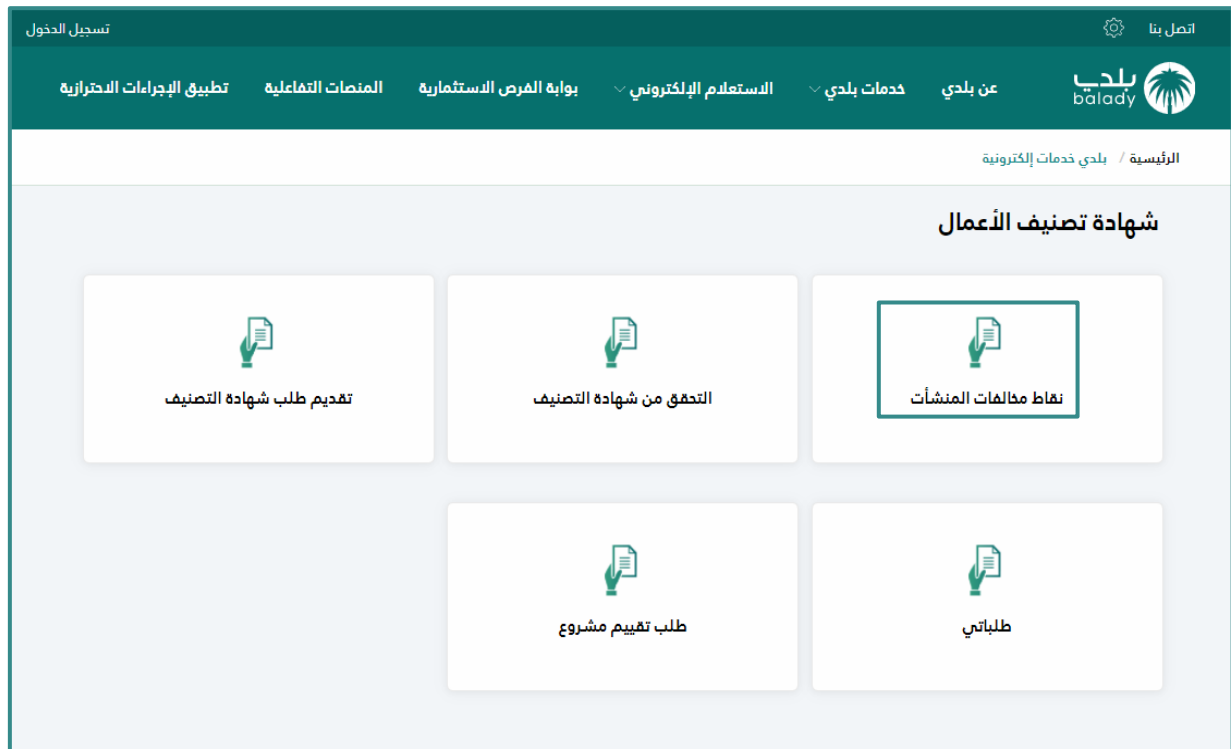 اتصل بنا
تسجيل الدخول
بلدي
balady
عن بلدي
خدمات بلدي
الاستعلام الإلكتروني
بوابة الفرص الاستثمارية
المنصات التفاعلية
تطبيق الإجراءات الاحترازية
الرئيسية / بلدي خدمات إلكترونية
شهادة تصنيف الأعمال
نقاط مخالفات المنشأت
التحقق من شهادة التصنيف
تقديم طلب شهادة التصنيف
طلباتي
طلب تقييم مشروع